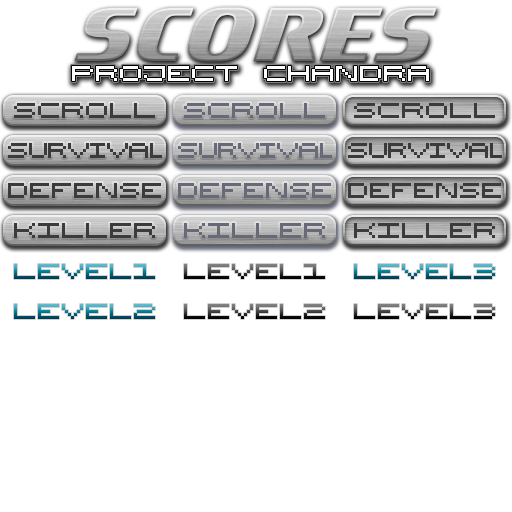 SCORES
PROJECT CHANDRA
SCROLL SCROLL SCROLL
SURVIVAL SURVIVAL SURVIVAL
DEFENSE DEFENSE DEFENSE
KILLER KILLER KILLER
LEVEL1 LEVEL1 LEVEL3
LEVEL2 LEVEL2 LEVEL3